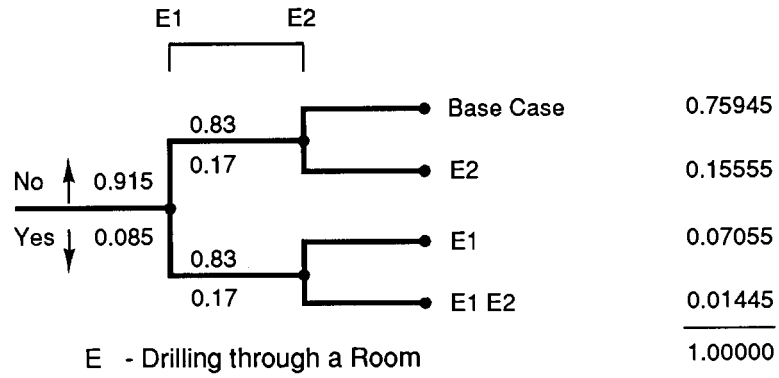 E1 E2
Base Case 0.75945
0.83
0.17
E2 0.15555
No 0.915
Yes 0.085
E1 0.07055
0.83
0.17
E1 E2 0.01445
1.00000
E - Drilling through a Room